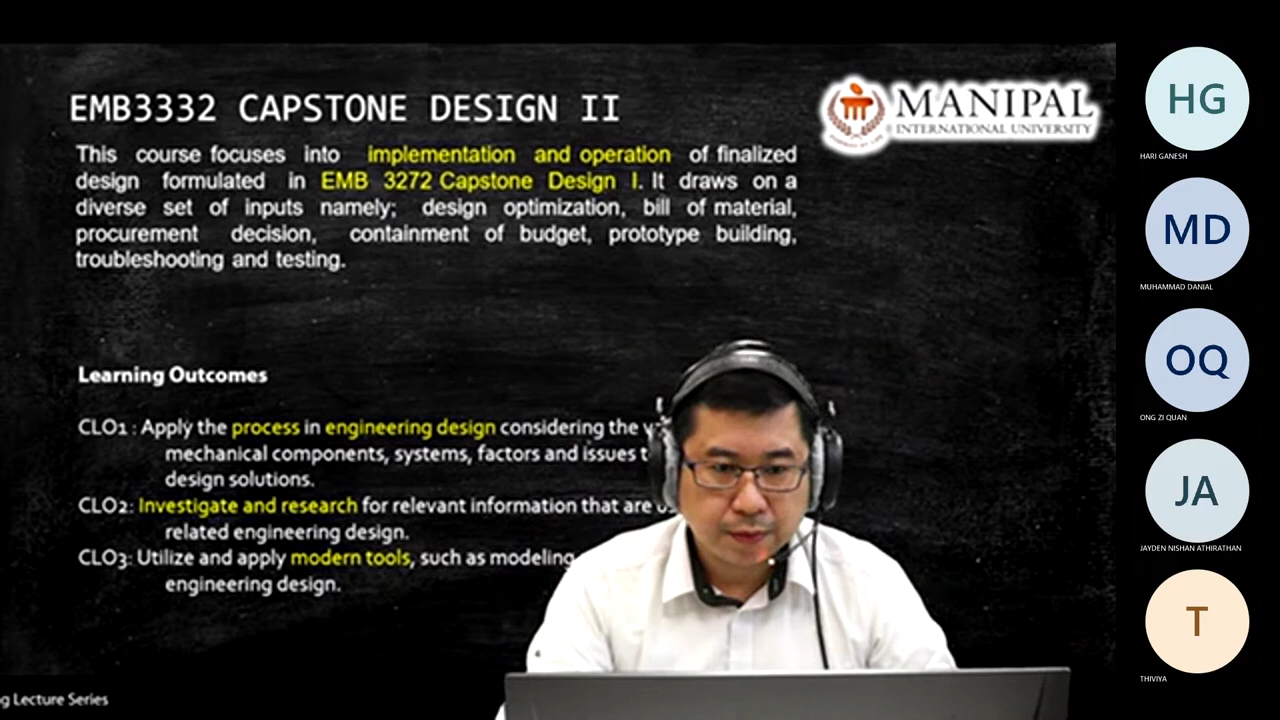 EMB3332 CAPSTONE DESIGN II
MANIPAL
INTERNATIONAL UNIVERSITY
This course focuses into implementation and operation of finalized
design formulated in EMB 3272 Capstone Design I. It draws on a
diverse set of inputs namely; design optimization, bill of material,
procurement decision, containment of budget, prototype building,
troubleshooting and testing.
Learning Outcomes
CLO1 : Apply the process in engineering design considering the
mechanical components, systems, factors and issues
design solutions.
CLO2: Investigate and research for relevant information that are
related engineering design.
CLO3: Utilize and apply modern tools, such as modeling
engineering design.
Lecture Series
HG
HARI GANESH
MD
MUHAMMAD DANIAL
OQ
ONG ZI QUAN
JA
JAYDEN NISHAN ATHIRATHAN
T
THIVIYA